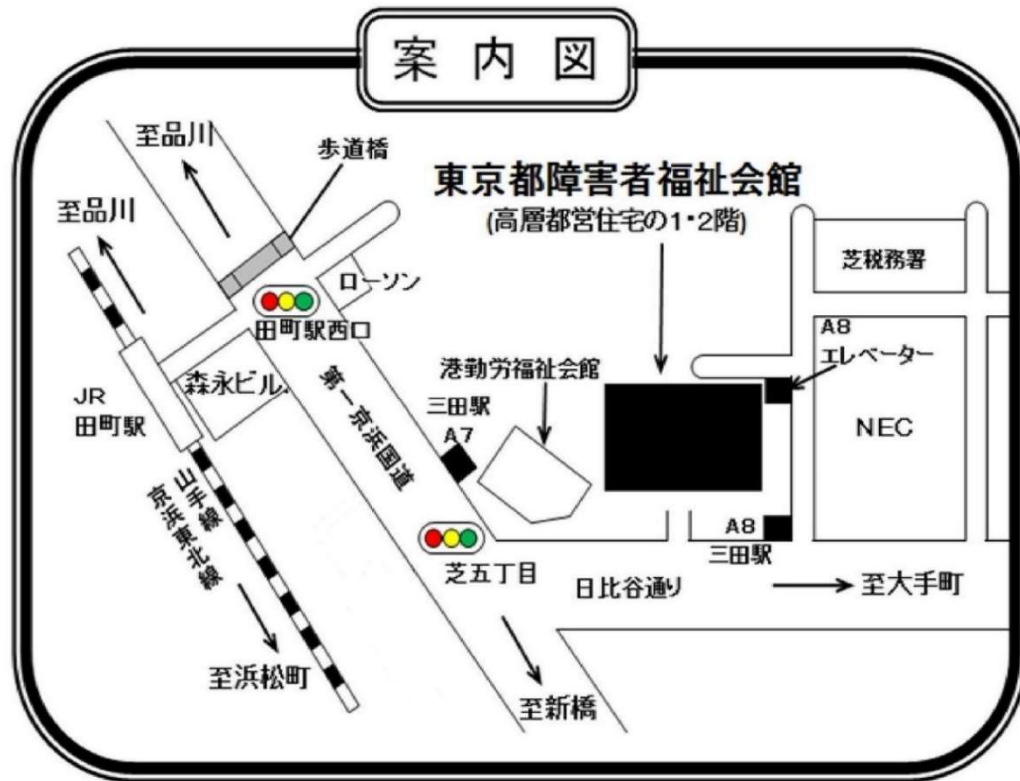 案内図
至品川
歩道橋
至品川
東京都障害者福祉会館
(高層都営住宅の1・2階)
芝税務署
ローソン
田町駅西口
A8
エレベーター
港勤労福祉会館
森永ビル
JR
田町駅
第一京浜国道
三田駅
A7
NEC
山手線
京浜東北線
A8
三田駅
芝五丁目
日比谷通り
至大手町
至浜松町
至新橋